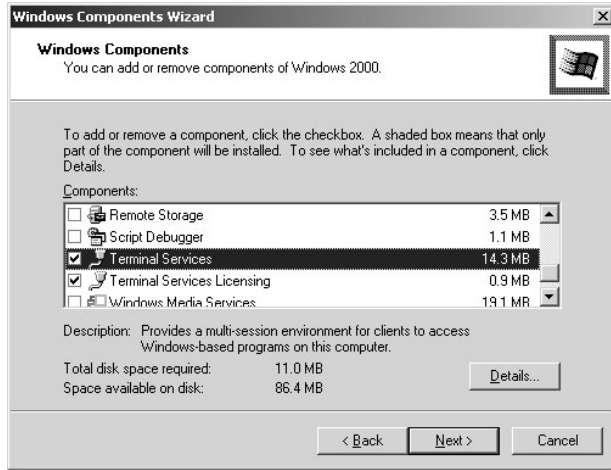 Windows Components Wizard
Windows Components
You can add or remove components of Windows 2000.
To add or remove a component, click the checkbox. A shaded box means that only
part of the component will be installed. To see what's included in a component, click
Details.
Components:
Remote Storage 3.5 MB
Script Debugger 1.1 MB
Terminal Services 14.3 MB
Terminal Services Licensing 0.9 MB
Windows Media Services 19.1 MB
Description: Provides a multi-session environment for clients to access
Windows-based programs on this computer.
Total disk space required: 11.0 MB
Space available on disk: 86.4 MB
Details...
< Back Next > Cancel